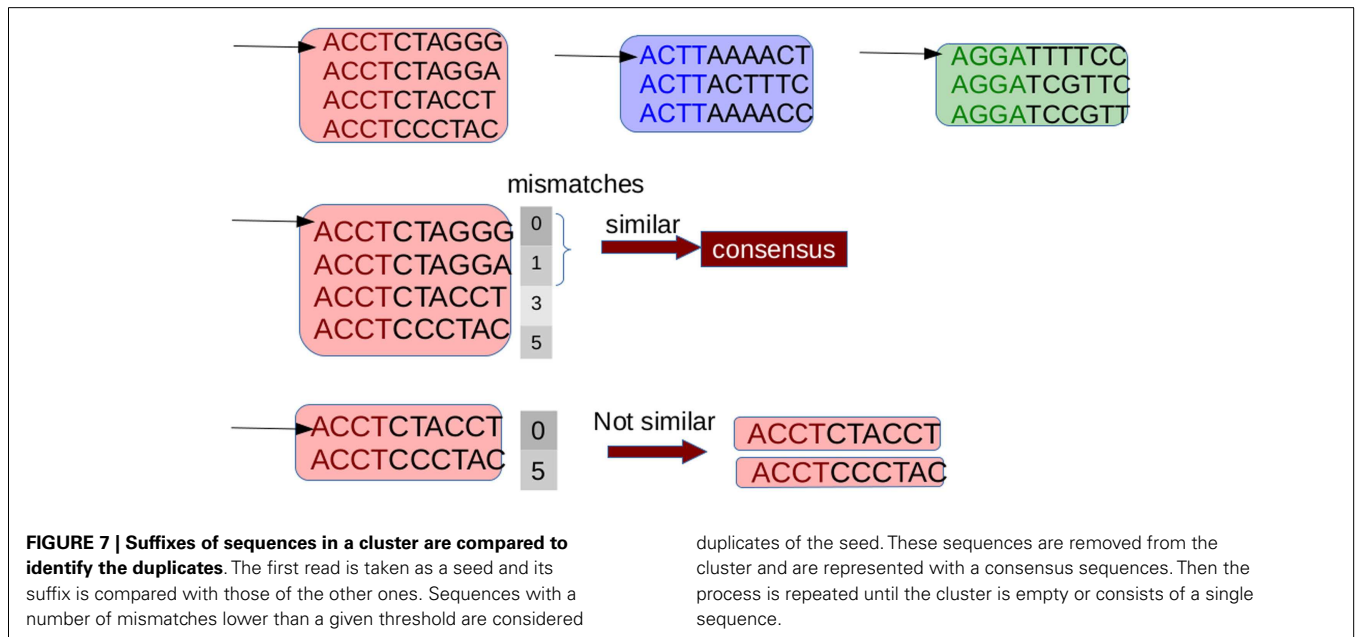 ACCTCTAGGG
ACCTCTAGGA
ACCTCTACCT
ACCTCCCTAC
ACTTAAAACT
ACTTACTTTC
ACTTAAAACC
AGGATTTTCC
AGGATCGTTC
AGGATCCGTT
mismatches
ACCTCTAGGG 0
ACCTCTAGGA 1
ACCTCTACCT 3
ACCTCCCTAC 5
similar
consensus
ACCTCTACCT 0
ACCTCCCTAC 5
Not similar
ACCTCTACCT
ACCTCCCTAC
FIGURE 7 | Suffixes of sequences in a cluster are compared to
identify the duplicates. The first read is taken as a seed and its
suffix is compared with those of the other ones. Sequences with a
number of mismatches lower than a given threshold are considered
duplicates of the seed. These sequences are removed from the
cluster and are represented with a consensus sequences. Then the
process is repeated until the cluster is empty or consists of a single
sequence.